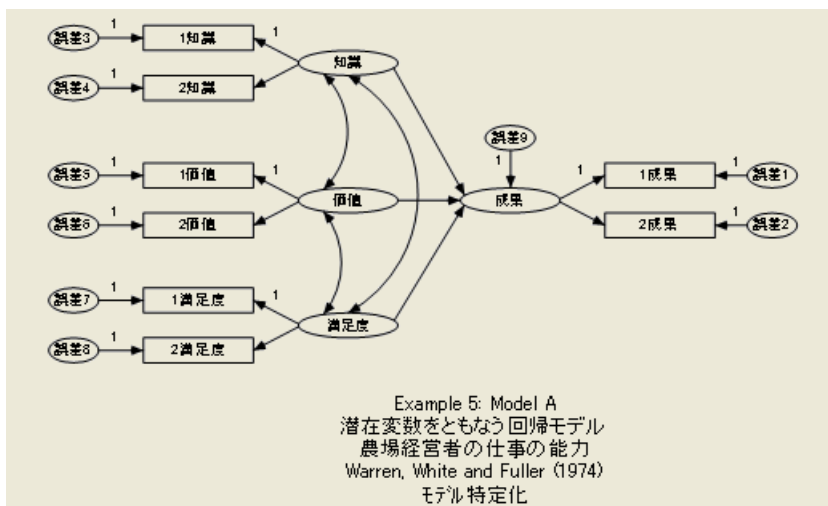 誤差3 1 1知識 1
誤差4 1 2知識
知識
誤差5 1 1価値 1
誤差6 1 2価値
価値
誤差7 1 1満足度 1
誤差8 1 2満足度
満足度
誤差9
1
成果
1 1成果 1 誤差1
2成果 1 誤差2
Example 5: Model A
潜在変数をともなう回帰モデル
農場経営者の仕事の能力
Warren, White and Fuller (1974)
モデル特定化